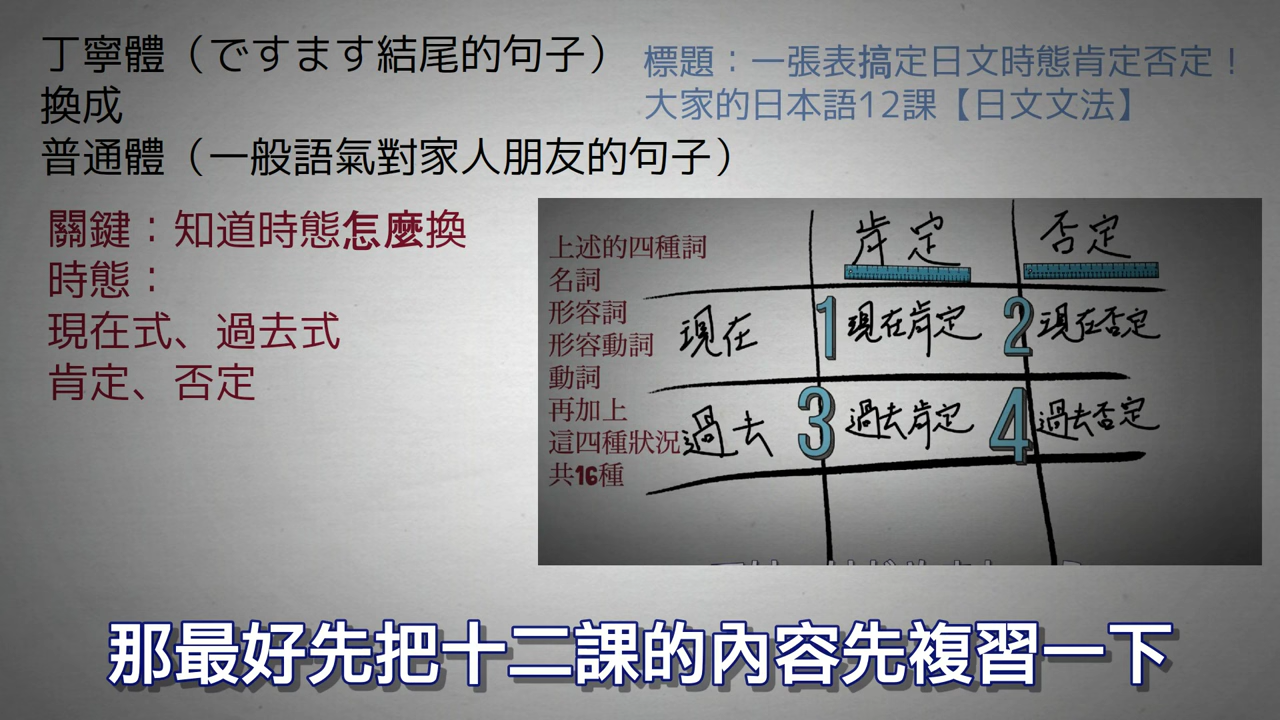 丁寧體（ですます結尾的句子）
換成
普通體（一般語氣對家人朋友的句子）
標題：一張表搞定日文時態肯定否定！
大家的日本語12課【日文文法】
關鍵：知道時態怎麼換
時態：
現在式、過去式
肯定、否定
上述的四種詞
名詞
形容詞
形容動詞
動詞
再加上
這四種狀況
共16種
肯定 否定
現在 1 現在肯定 2 現在否定
過去 3 過去肯定 4 過去否定
那最好先把十二課的內容先複習一下